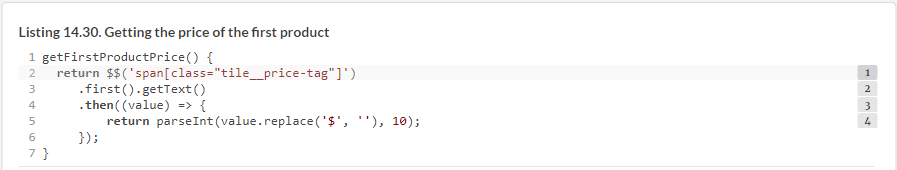 Listing 14.30. Getting the price of the first product
1 getFirstProductPrice() {
2   return $$('span[class="tile__price-tag"]') 1
3      .first().getText() 2
4      .then((value) => { 3
5          return parseInt(value.replace('$', ''), 10); 4
6      });
7 }